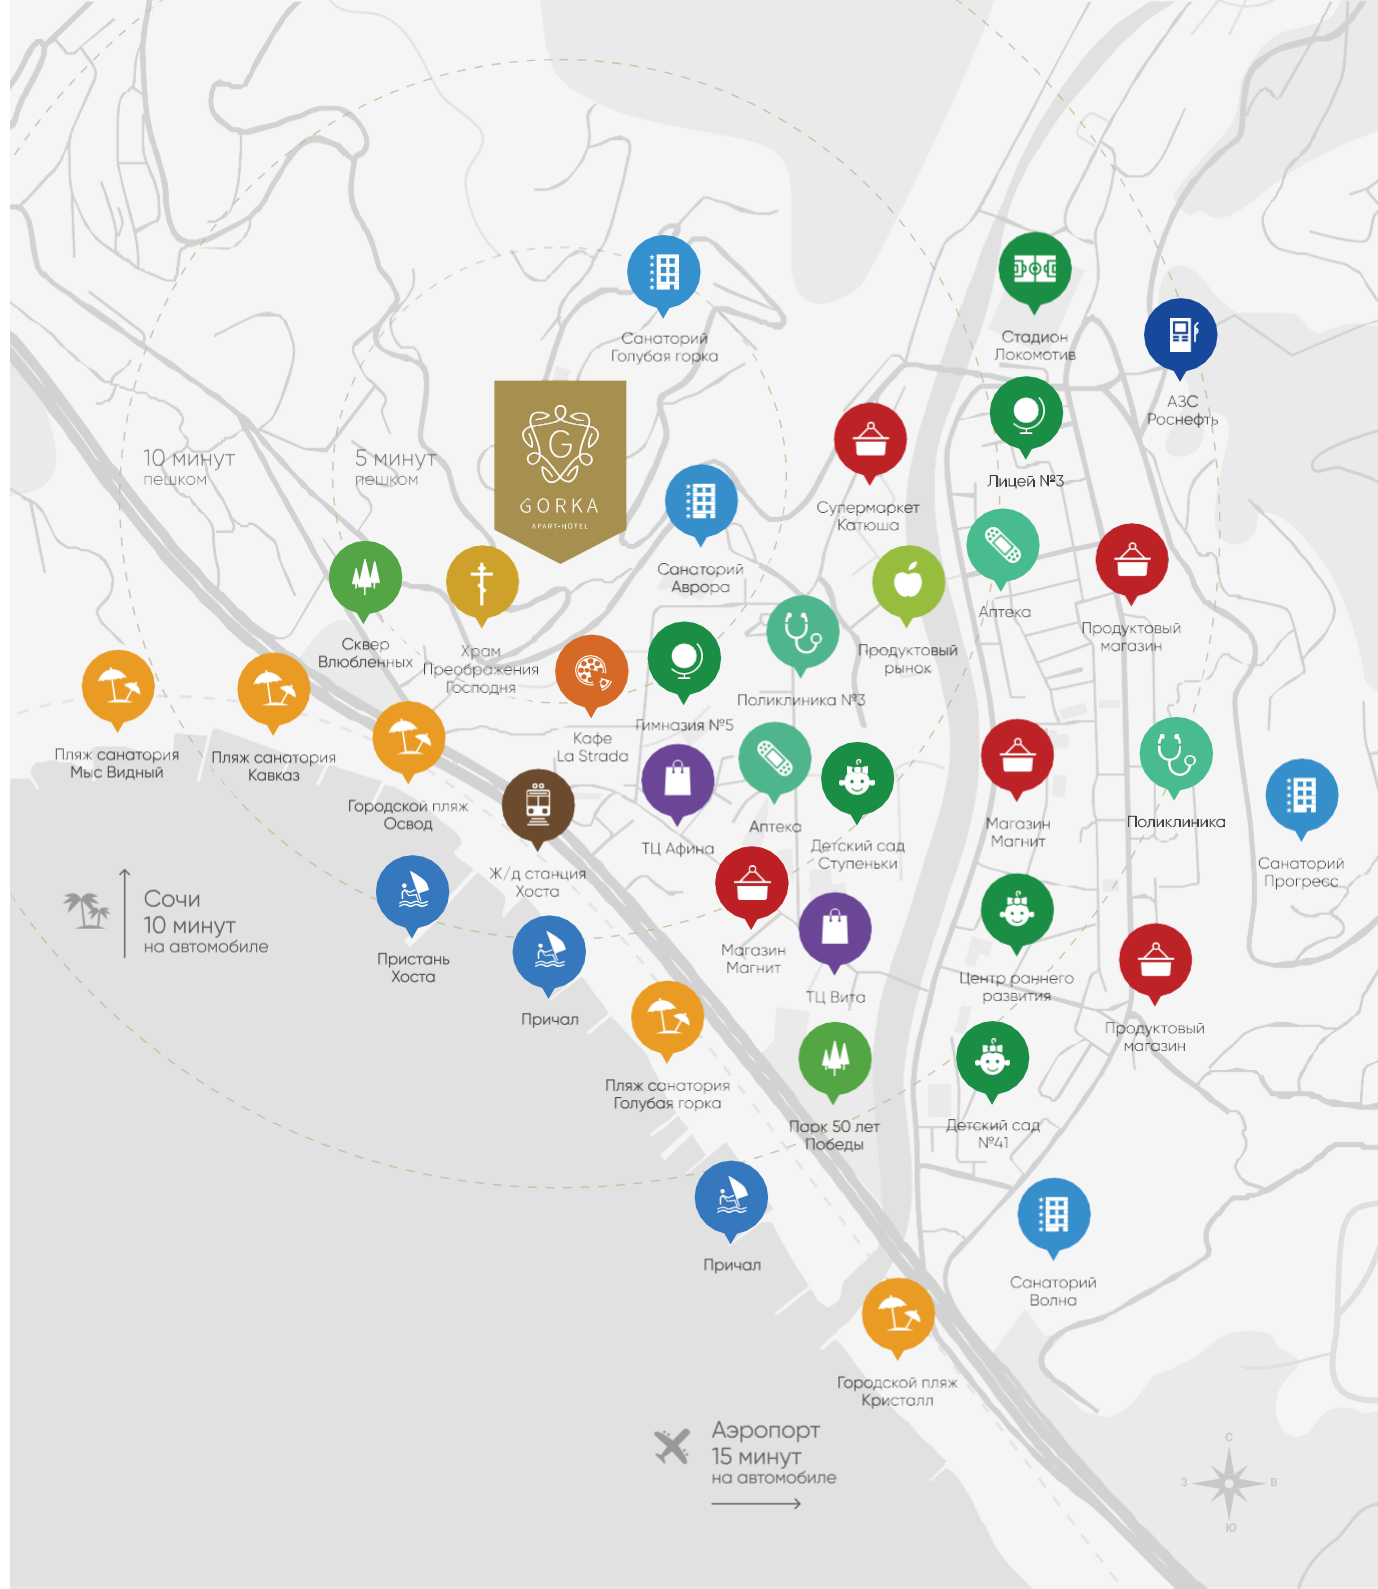 Санаторий
Голубая горка
Стадион
Локомотив
АЗС
Роснефть
10 минут
пешком
5 минут
пешком
G
GORKA
APART-HOTEL
Лицей №3
Супермаркет
Катюша
Санаторий
Аврора
Аптека
Продуктовый
магазин
Сквер
Влюбленных
Храм
Преображения
Господня
Продуктовый
рынок
Поликлиника №3
Гимназия №5
Кафе
La Strada
Пляж санатория
Мыс Видный
Пляж санатория
Кавказ
Городской пляж
Освод
Аптека
ТЦ Афина
Детский сад
Ступеньки
Магазин
Магнит
Поликлиника
Санаторий
Прогресс
Ж/д станция
Хоста
Сочи
10 минут
на автомобиле
Пристань
Хоста
Магазин
Магнит
ТЦ Вита
Центр раннего
развития
Причал
Продуктовый
магазин
Пляж санатория
Голубая горка
Парк 50 лет
Победы
Детский сад
№41
Причал
Санаторий
Волна
Городской пляж
Кристалл
Аэропорт
15 минут
на автомобиле
С
З
В
Ю